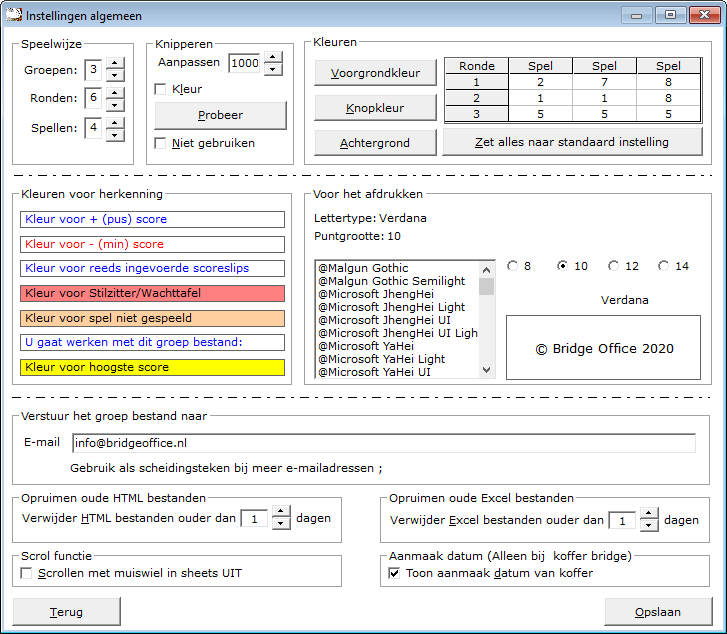 Instellingen algemeen
Speelwijze
Groepen: 3
Ronden: 6
Spellen: 4
Knipperen
Aanpassen 1000
Kleur
Probeer
Niet gebruiken
Kleuren
Voorgrondkleur
Knopkleur
Achtergrond
Ronde Spel Spel Spel
1 2 7 8
2 1 1 8
3 5 5 5
Zet alles naar standaard instelling
Kleuren voor herkenning
Kleur voor + (pus) score
Kleur voor - (min) score
Kleur voor reeds ingevoerde scoreslips
Kleur voor Stilzitter/Wachttafel
Kleur voor spel niet gespeeld
U gaat werken met dit groep bestand:
Kleur voor hoogste score
Voor het afdrukken
Lettertype: Verdana
Puntgrootte: 10
@Malgun Gothic
@Malgun Gothic Semilight
@Microsoft JhengHei
@Microsoft JhengHei Light
@Microsoft JhengHei UI
@Microsoft JhengHei UI Ligh
@Microsoft YaHei
@Microsoft YaHei Light
@Microsoft YaHei UI
8 10 12 14
Verdana
© Bridge Office 2020
Verstuur het groep bestand naar
E-mail info@bridgeoffice.nl
Gebruik als scheidingsteken bij meer e-mailadressen ;
Opruimen oude HTML bestanden
Verwijder HTML bestanden ouder dan 1 dagen
Opruimen oude Excel bestanden
Verwijder Excel bestanden ouder dan 1 dagen
Scrol functie
Scrollen met muiswiel in sheets UIT
Aanmaak datum (Alleen bij  koffer bridge)
Toon aanmaak datum van koffer
Terug
Opslaan